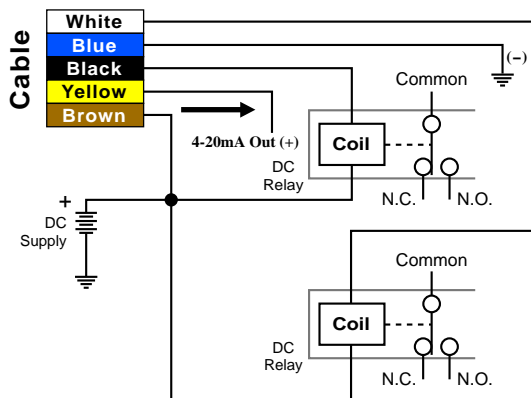 Cable
White
Blue
Black
Yellow
Brown
(−)
4-20mA Out (+)
Common
Coil
DC
Relay
N.C.
N.O.
+
DC
Supply
Common
Coil
DC
Relay
N.C.
N.O.